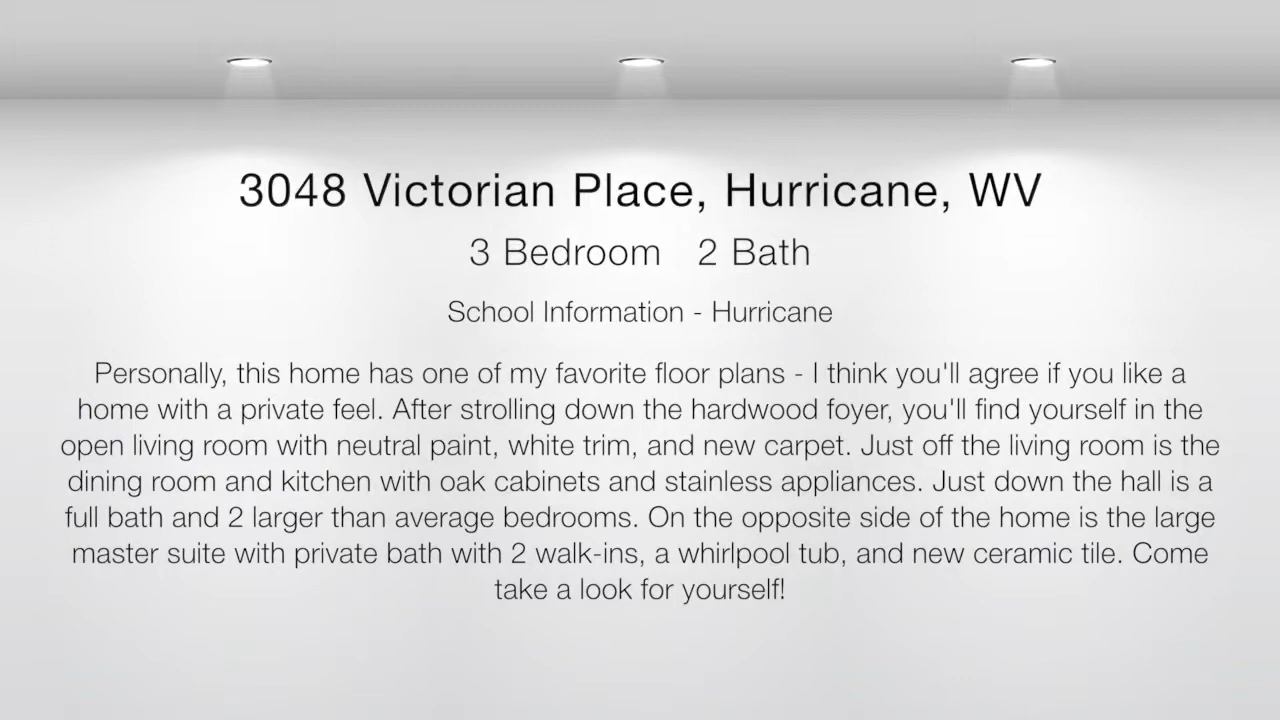 3048 Victorian Place, Hurricane, WV
3 Bedroom 2 Bath
School Information - Hurricane
Personally, this home has one of my favorite floor plans - I think you'll agree if you like a
home with a private feel. After strolling down the hardwood foyer, you'll find yourself in the
open living room with neutral paint, white trim, and new carpet. Just off the living room is the
dining room and kitchen with oak cabinets and stainless appliances. Just down the hall is a
full bath and 2 larger than average bedrooms. On the opposite side of the home is the large
master suite with private bath with 2 walk-ins, a whirlpool tub, and new ceramic tile. Come
take a look for yourself!